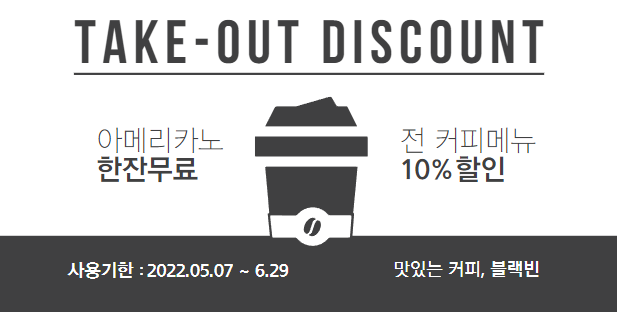 TAKE-OUT DISCOUNT
아메리카노
한잔무료
전 커피메뉴
10%할인
사용기한 : 2022.05.07 ~ 6.29
맛있는 커피, 블랙빈